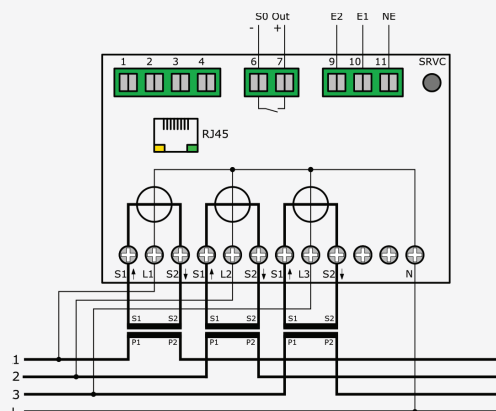 S0 Out E2 E1 NE
- +
1 2 3 4 6 7 9 10 11 SRVC
RJ45
S1 L1 S2 S1 L2 S2 S1 L3 S2 N
S1 S2 S1 S2 S1 S2
P1 P2 P1 P2 P1 P2
1
2
3